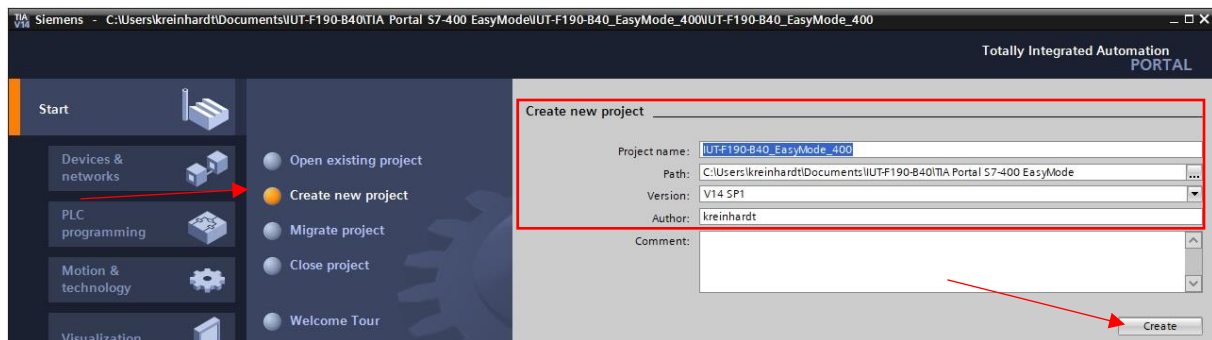 TIA V14 Siemens - C:\Users\kreinhardt\Documents\IUT-F190-B40\TIA Portal S7-400 EasyMode\IUT-F190-B40_EasyMode_400\IUT-F190-B40_EasyMode_400
Totally Integrated Automation
PORTAL
Start
Devices &
networks
PLC
programming
Motion &
technology
Visualization
Open existing project
Create new project
Migrate project
Close project
Welcome Tour
Create new project
Project name: IUT-F190-B40_EasyMode_400
Path: C:\Users\kreinhardt\Documents\IUT-F190-B40\TIA Portal S7-400 EasyMode ...
Version: V14 SP1
Author: kreinhardt
Comment:
Create